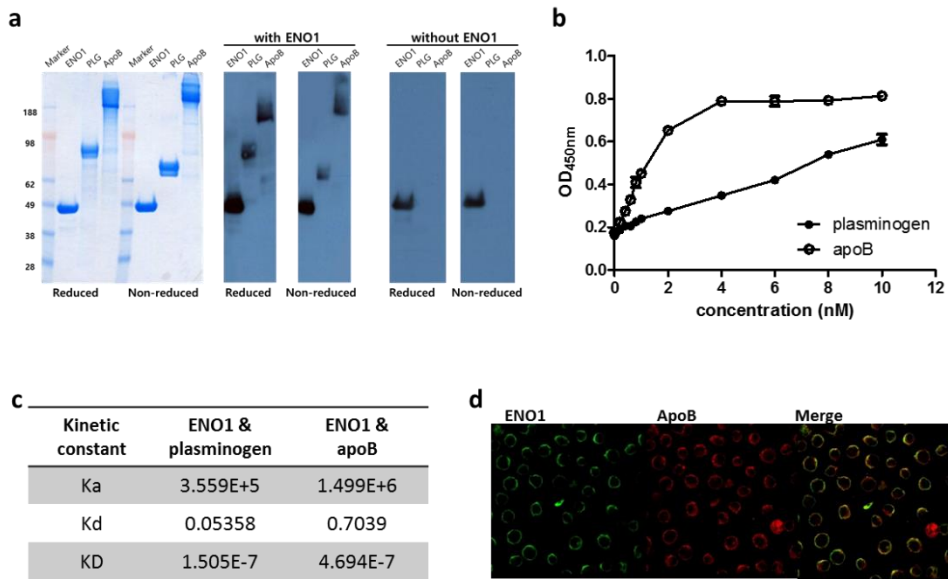 a
with ENO1
without ENO1
Marker ENO1 PLG ApoB Marker ENO1 PLG ApoB
ENO1 PLG ApoB ENO1 PLG ApoB
ENO1 PLG ApoB ENO1 PLG ApoB
188
98
62
49
38
28
Reduced Non-reduced
Reduced Non-reduced
Reduced Non-reduced
b
OD450nm
1.0
0.8
0.6
0.4
0.2
0.0
0 2 4 6 8 10 12
concentration (nM)
plasminogen
apoB
c
Kinetic constant ENO1 & plasminogen ENO1 & apoB
Ka 3.559E+5 1.499E+6
Kd 0.05358 0.7039
KD 1.505E-7 4.694E-7
d
ENO1 ApoB Merge